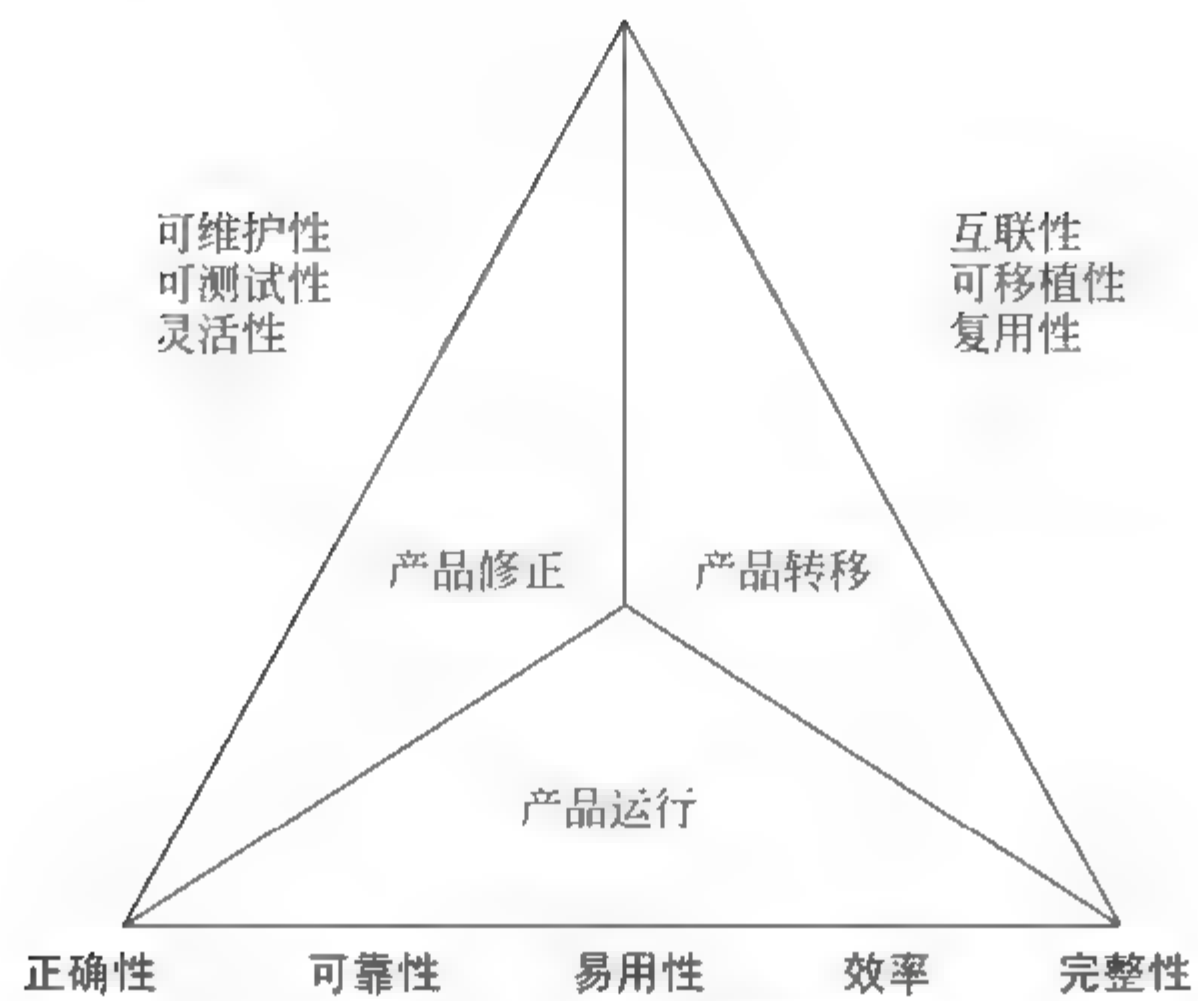 可维护性
可测试性
灵活性
互联性
可移植性
复用性
产品修正
产品转移
产品运行
正确性 可靠性 易用性 效率 完整性